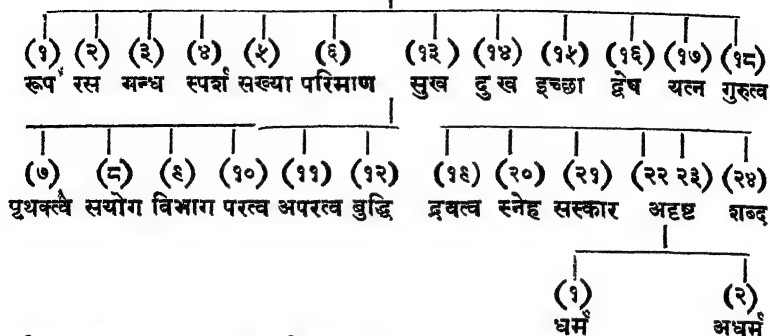 (१) (२) (३) (४) (५) (६) (१३) (१४) (१५) (१६) (१७) (१८)
रूप रस गन्ध स्पर्श सख्या परिमाण सुख दु ख इच्छा द्वेष यत्न गुरुत्व
(७) (८) (९) (१०) (११) (१२) (१९) (२०) (२१) (२२ २३) (२४)
पृथक्त्व सयोग विभाग परत्व अपरत्व बुद्धि द्रवत्व स्नेह सस्कार अदृष्ट शब्द
(१) (२)
धर्म अधर्म